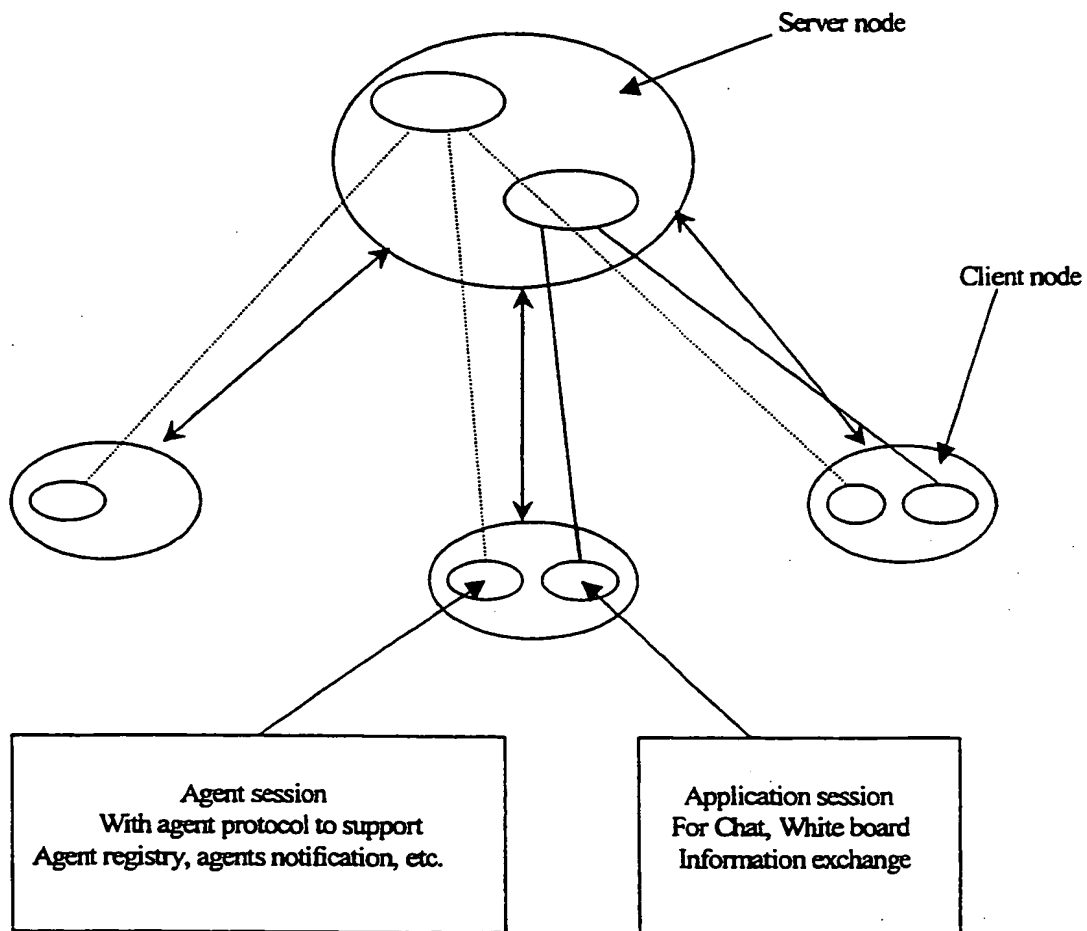 Server node
Client node
Agent session
With agent protocol to support
Agent registry, agents notification, etc.
Application session
For Chat, White board
Information exchange